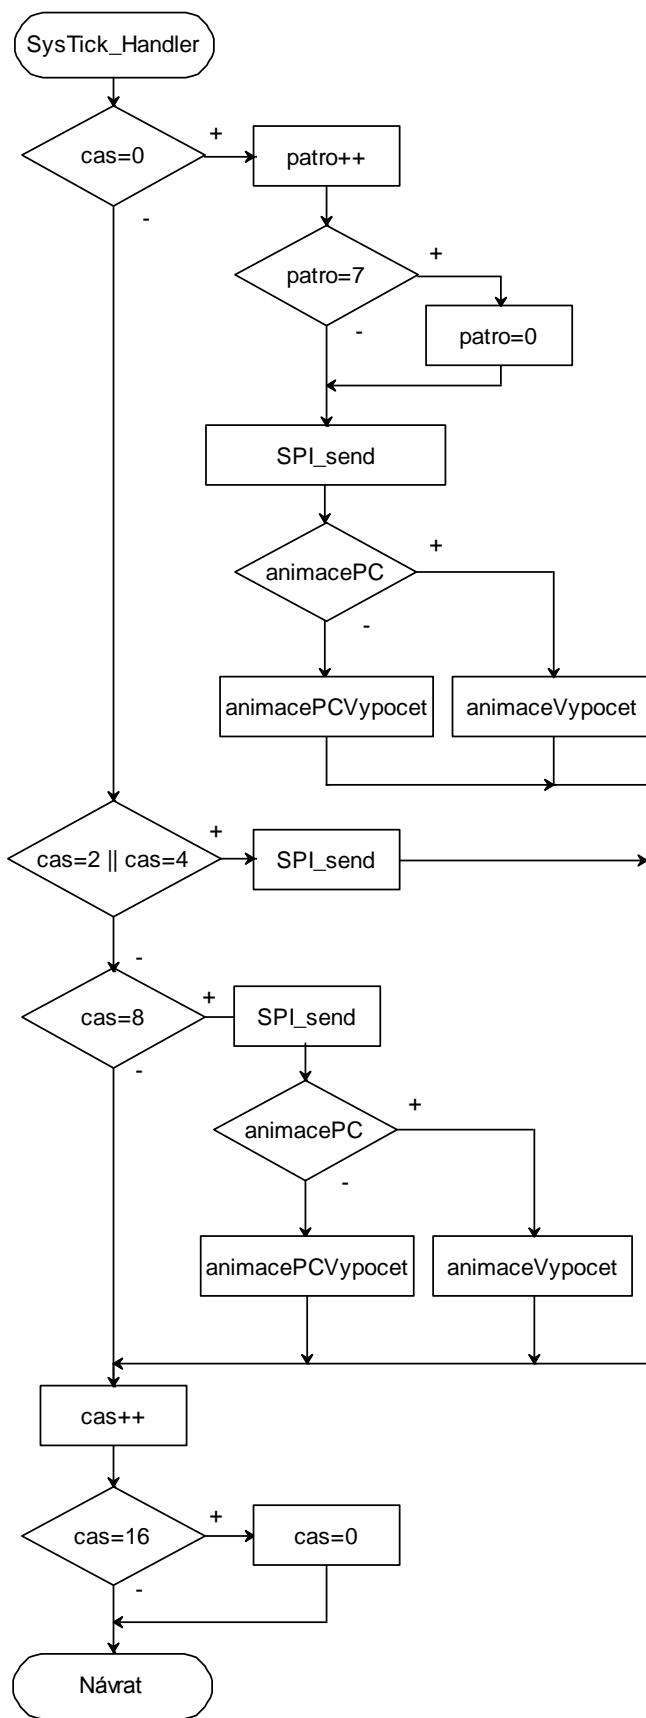 SysTick_Handler
cas=0
+
patro++
-
patro=7
+
-
patro=0
SPI_send
animacePC
+
-
animacePCVypocet
animaceVypocet
cas=2 || cas=4
+
SPI_send
-
cas=8
+
SPI_send
-
animacePC
+
-
animacePCVypocet
animaceVypocet
cas++
cas=16
+
cas=0
-
Návrat